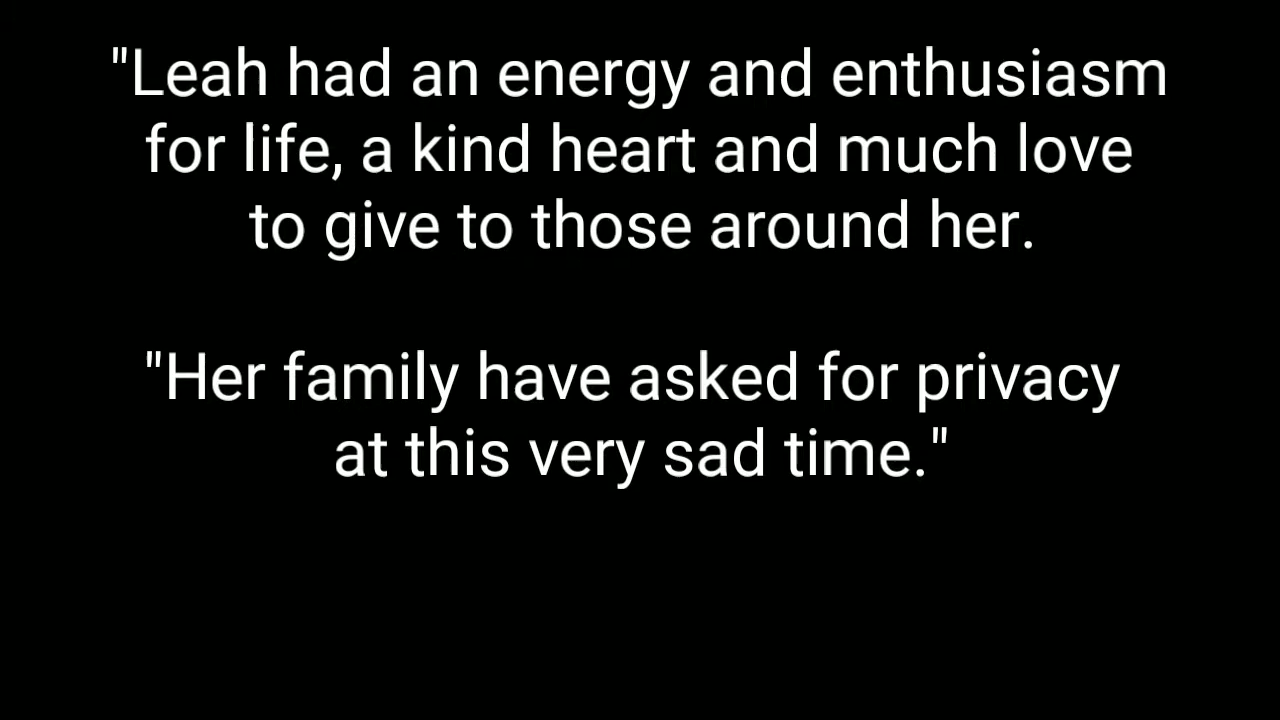 "Leah had an energy and enthusiasm
for life, a kind heart and much love
to give to those around her.
"Her family have asked for privacy
at this very sad time."